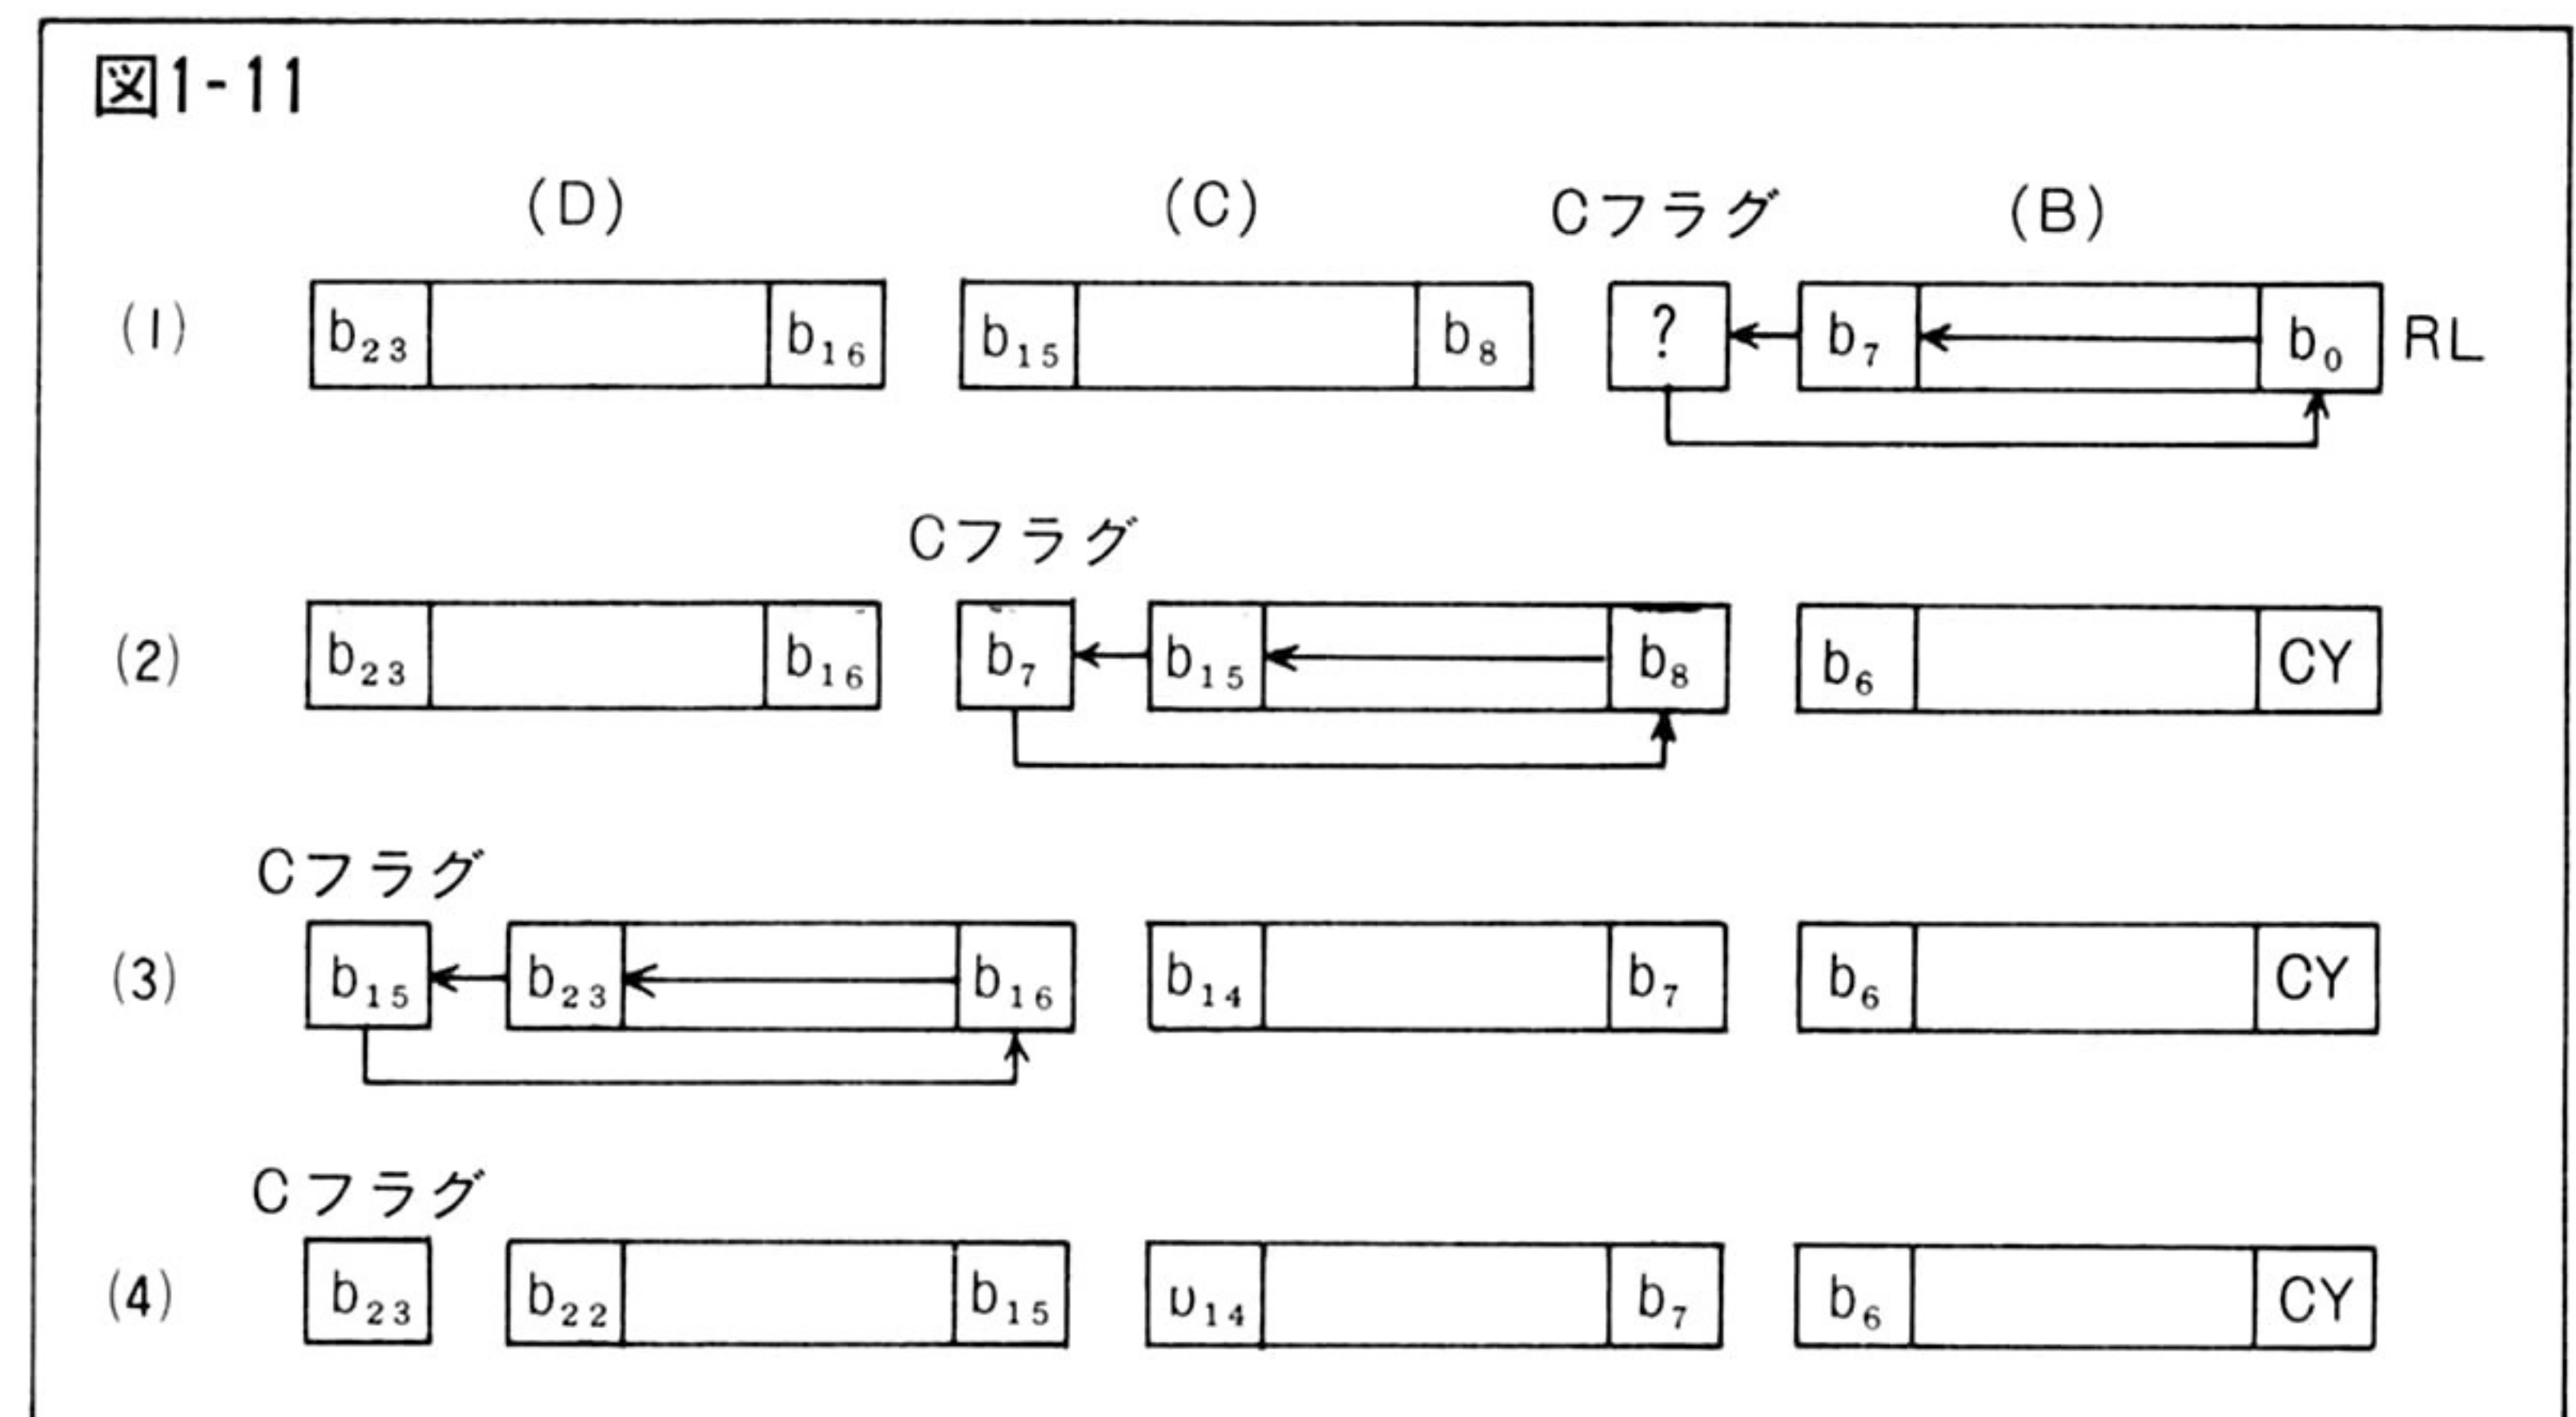 図1-11
(D) (C) Cフラグ (B)
(1) b₂₃ b₁₆ b₁₅ b₈ ? b₇ b₀ RL
Cフラグ
(2) b₂₃ b₁₆ b₇ b₁₅ b₈ b₆ CY
Cフラグ
(3) b₁₅ b₂₃ b₁₆ b₁₄ b₇ b₆ CY
Cフラグ
(4) b₂₃ b₂₂ b₁₅ υ₁₄ b₇ b₆ CY